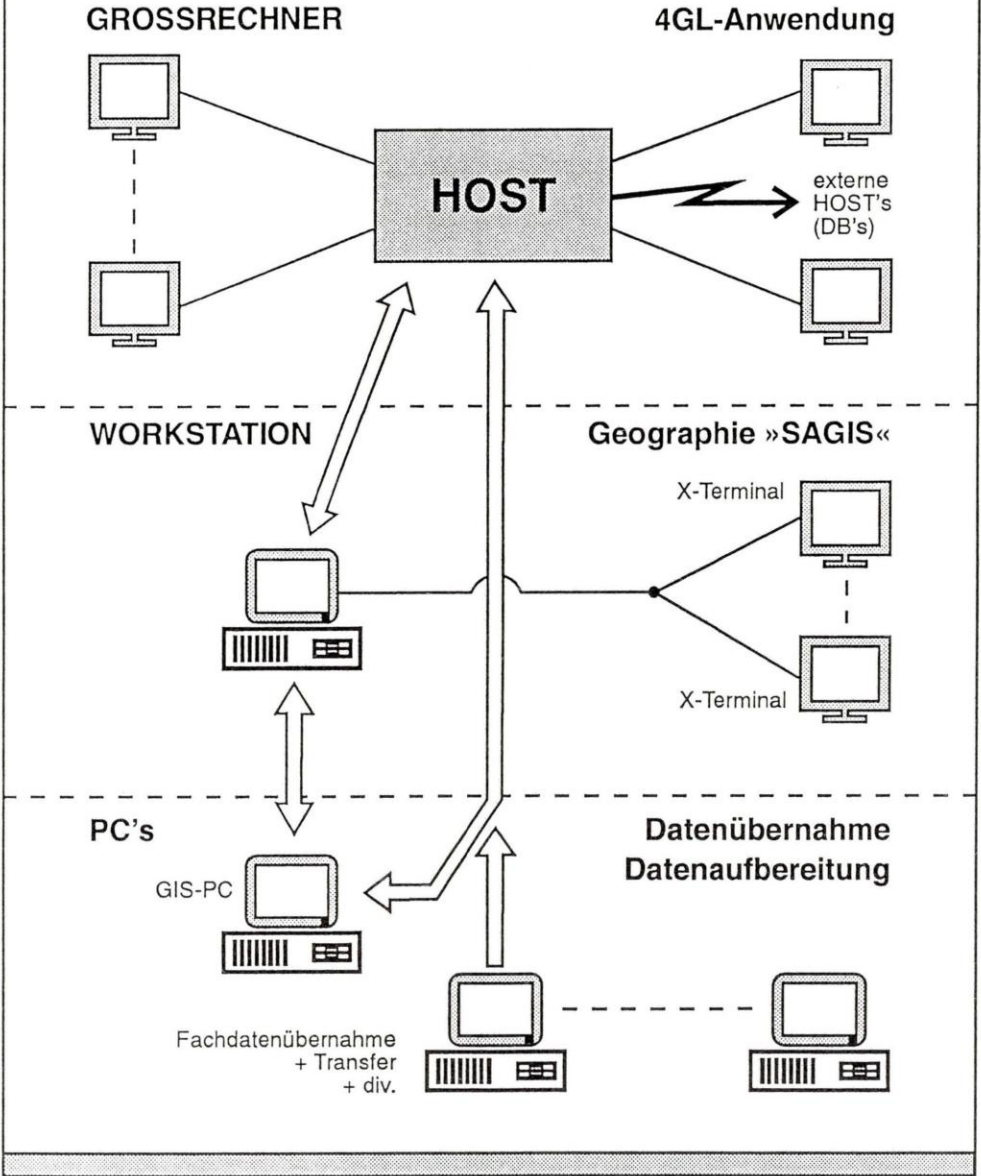 GROSSRECHNER
4GL-Anwendung
HOST
externe
HOST's
(DB's)
WORKSTATION
Geographie »SAGIS«
X-Terminal
X-Terminal
PC's
Datenübernahme
Datenaufbereitung
GIS-PC
Fachdatenübernahme
+ Transfer
+ div.